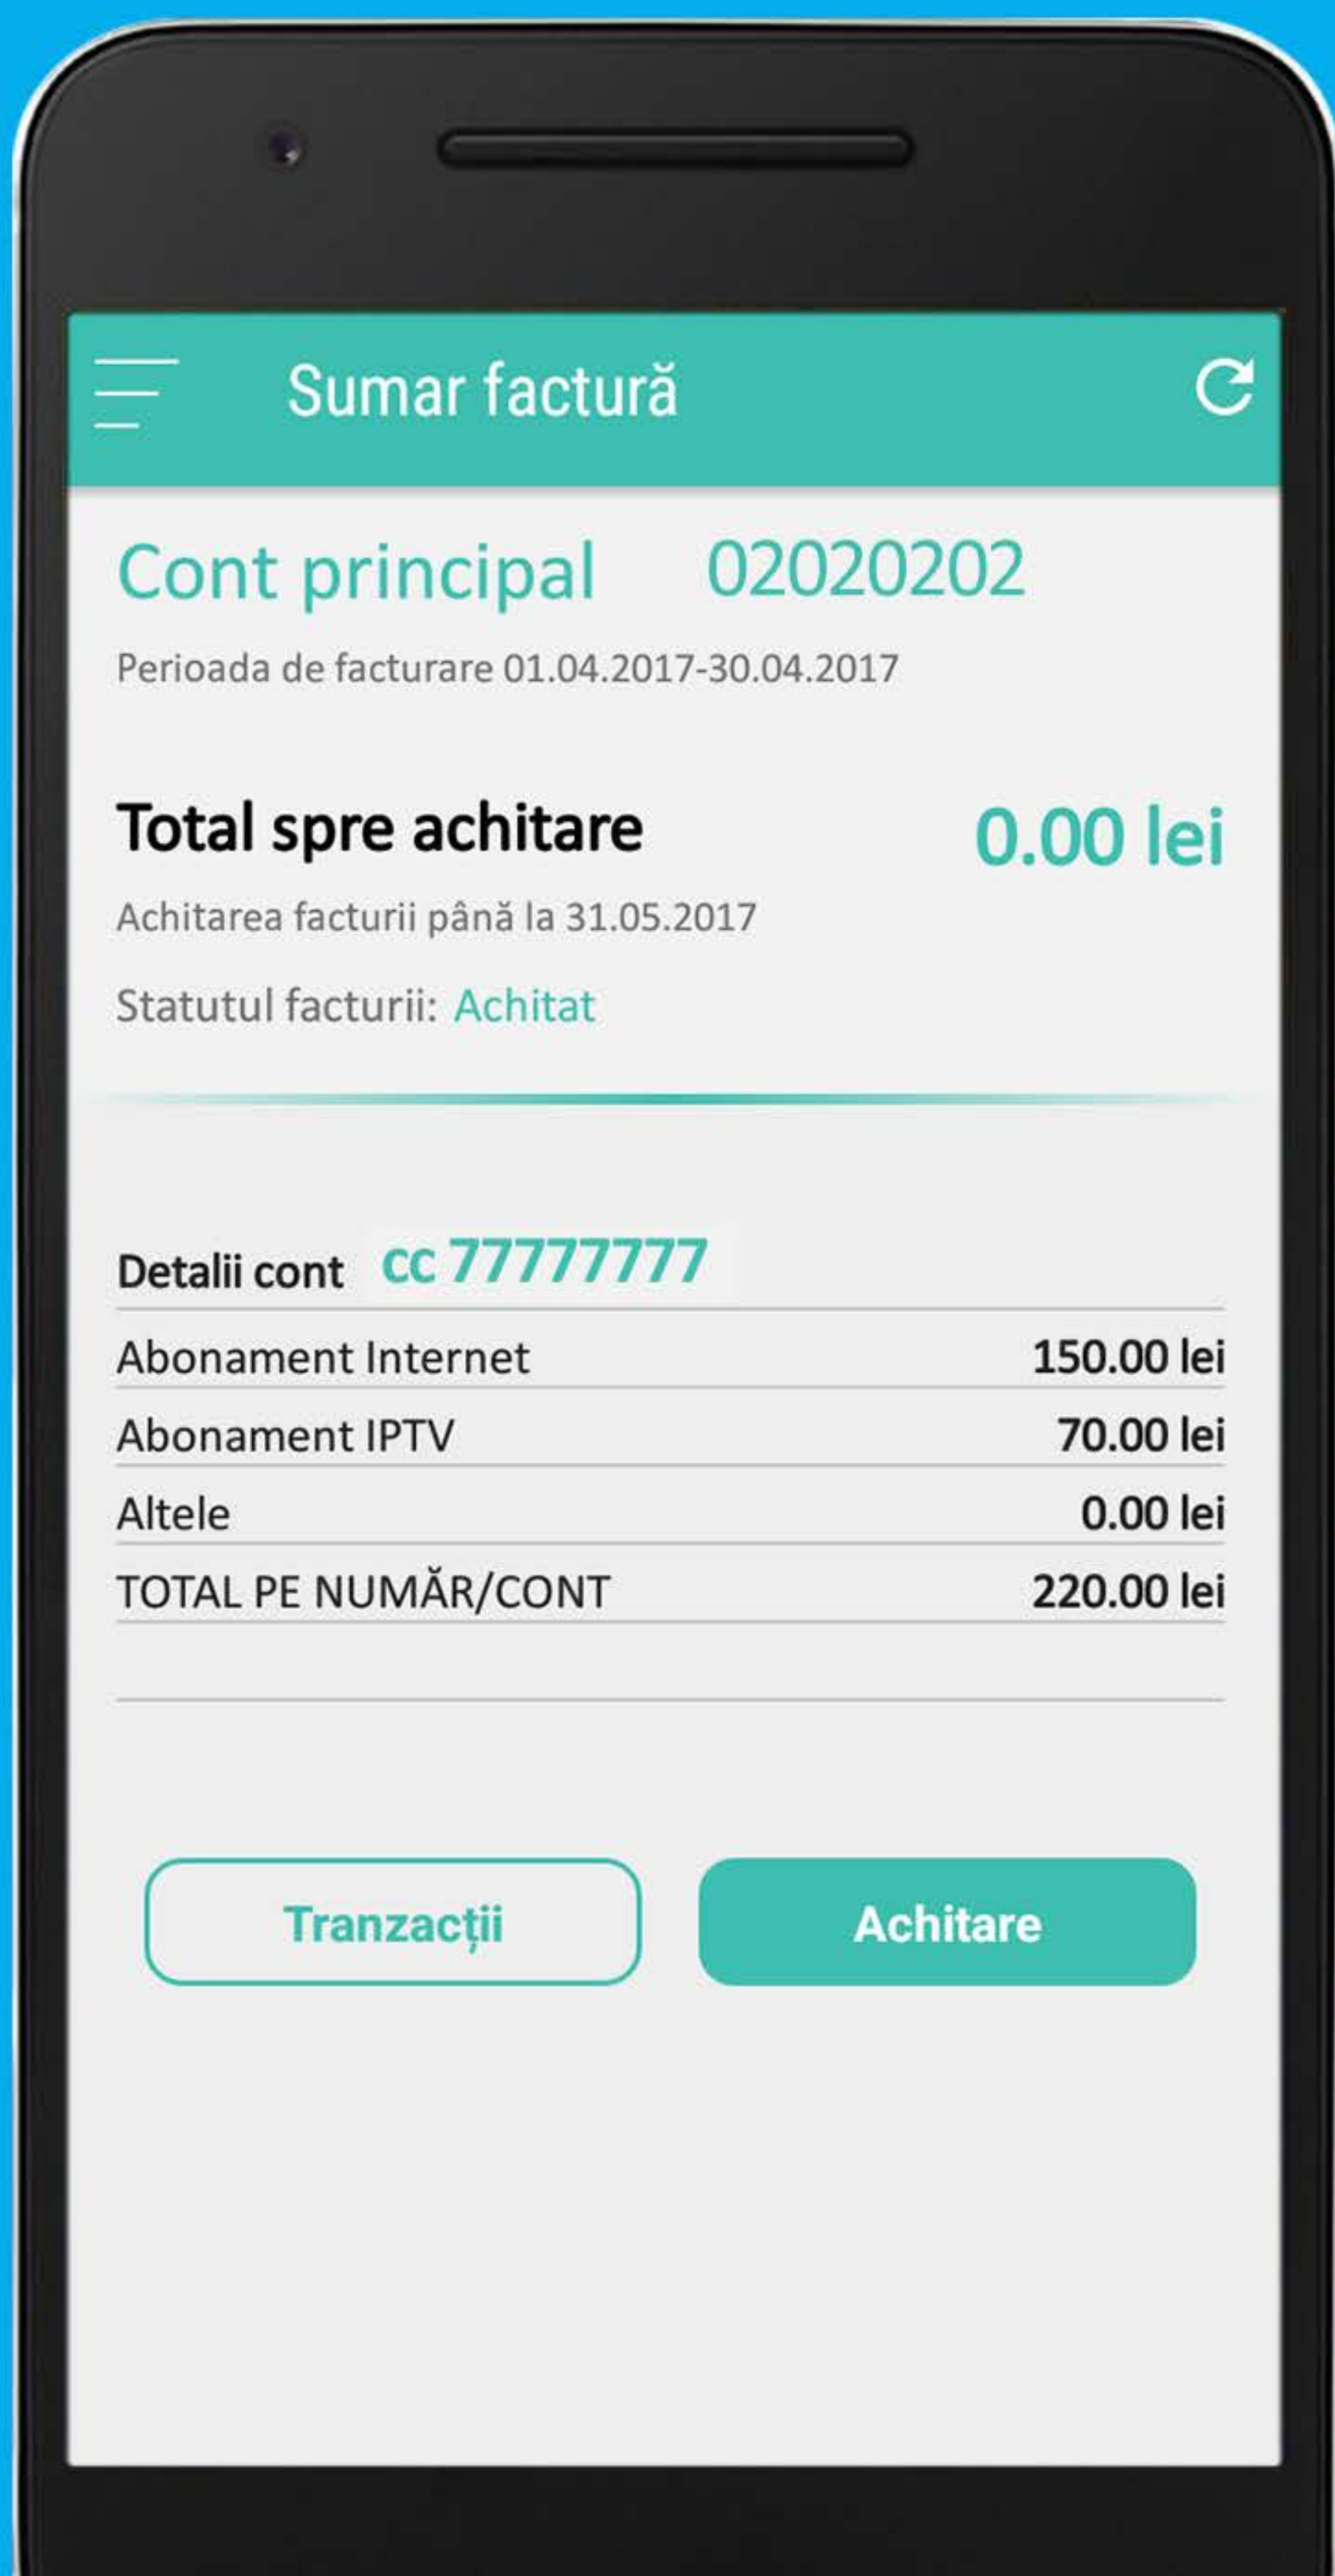 Sumar factură
Cont principal 02020202
Perioada de facturare 01.04.2017-30.04.2017
Total spre achitare 0.00 lei
Achitarea facturii până la 31.05.2017
Statutul facturii: Achitat
Detalii cont cc 77777777
Abonament Internet 150.00 lei
Abonament IPTV 70.00 lei
Altele 0.00 lei
TOTAL PE NUMĂR/CONT 220.00 lei
Tranzacții Achitare